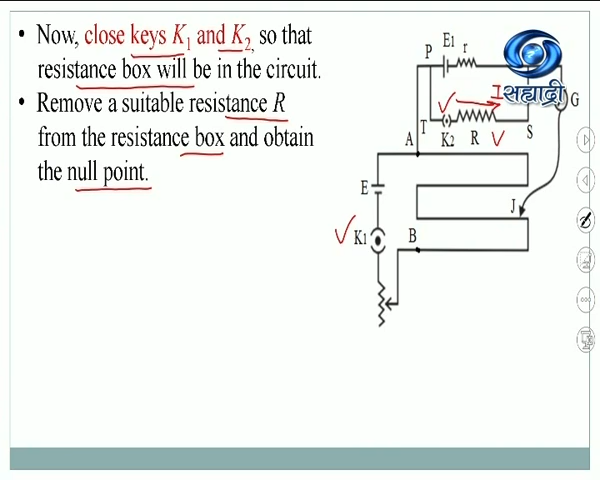 • Now, close keys K₁ and K₂, so that
resistance box will be in the circuit.
• Remove a suitable resistance R
from the resistance box and obtain
the null point.
P E₁ r
I
सह्याद्री
G
T K2 R S
A
E
J
K1 B